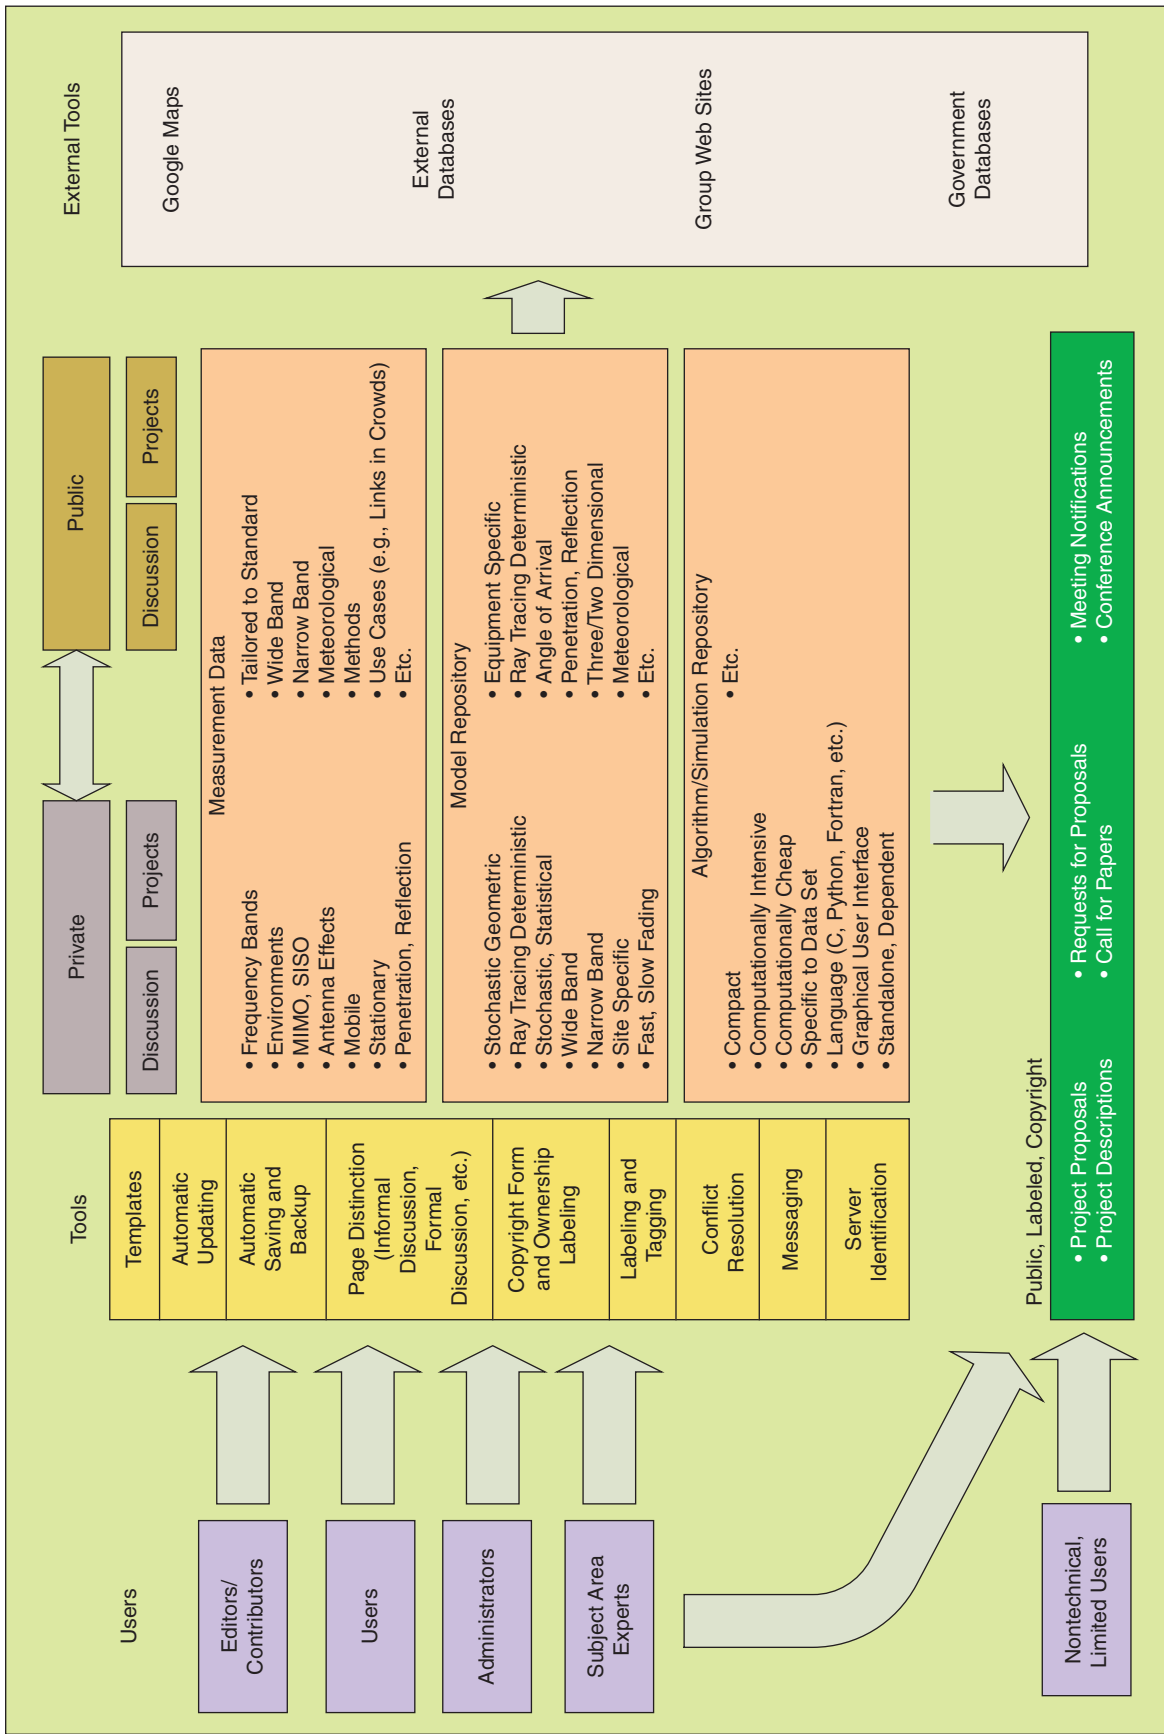 Users
Editors/
Contributors
Users
Administrators
Subject Area
Experts
Nontechnical,
Limited Users
Tools
Templates
Automatic
Updating
Automatic
Saving and
Backup
Page Distinction
(Informal
Discussion,
Formal
Discussion, etc.)
Copyright Form
and Ownership
Labeling
Labeling and
Tagging
Conflict
Resolution
Messaging
Server
Identification
Private
Discussion
Projects
Public
Discussion
Projects
Measurement Data
• Frequency Bands
• Environments
• MIMO, SISO
• Antenna Effects
• Mobile
• Stationary
• Penetration, Reflection
• Tailored to Standard
• Wide Band
• Narrow Band
• Meteorological
• Methods
• Use Cases (e.g., Links in Crowds)
• Etc.
Model Repository
• Stochastic Geometric
• Ray Tracing Deterministic
• Stochastic, Statistical
• Wide Band
• Narrow Band
• Site Specific
• Fast, Slow Fading
• Equipment Specific
• Ray Tracing Deterministic
• Angle of Arrival
• Penetration, Reflection
• Three/Two Dimensional
• Meteorological
• Etc.
Algorithm/Simulation Repository
• Compact
• Computationally Intensive
• Computationally Cheap
• Specific to Data Set
• Language (C, Python, Fortran, etc.)
• Graphical User Interface
• Standalone, Dependent
• Etc.
External Tools
Google Maps
External
Databases
Group Web Sites
Government
Databases
Public, Labeled, Copyright
• Project Proposals
• Project Descriptions
• Requests for Proposals
• Call for Papers
• Meeting Notifications
• Conference Announcements